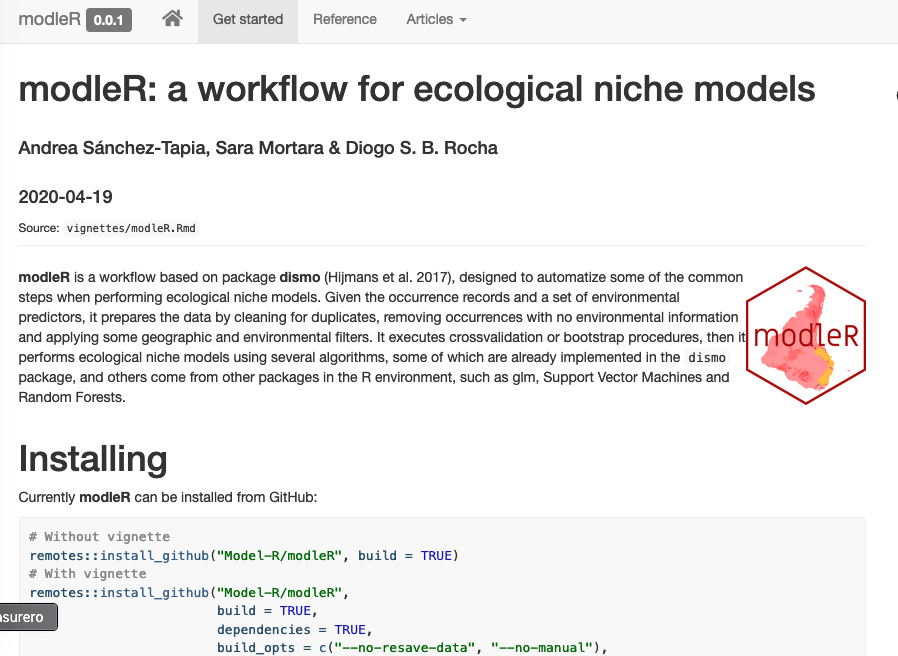 modleR 0.0.1 Get started Reference Articles
modleR: a workflow for ecological niche models
Andrea Sánchez-Tapia, Sara Mortara & Diogo S. B. Rocha
2020-04-19
Source: vignettes/modleR.Rmd
modleR is a workflow based on package dismo (Hijmans et al. 2017), designed to automatize some of the common
steps when performing ecological niche models. Given the occurrence records and a set of environmental
predictors, it prepares the data by cleaning for duplicates, removing occurrences with no environmental information
and applying some geographic and environmental filters. It executes crossvalidation or bootstrap procedures, then it
performs ecological niche models using several algorithms, some of which are already implemented in the dismo
package, and others come from other packages in the R environment, such as glm, Support Vector Machines and
Random Forests.
modleR
Installing
Currently modleR can be installed from GitHub:
# Without vignette
remotes::install_github("Model-R/modleR", build = TRUE)
# With vignette
remotes::install_github("Model-R/modleR",
build = TRUE,
dependencies = TRUE,
build_opts = c("--no-resave-data", "--no-manual"),
asurero